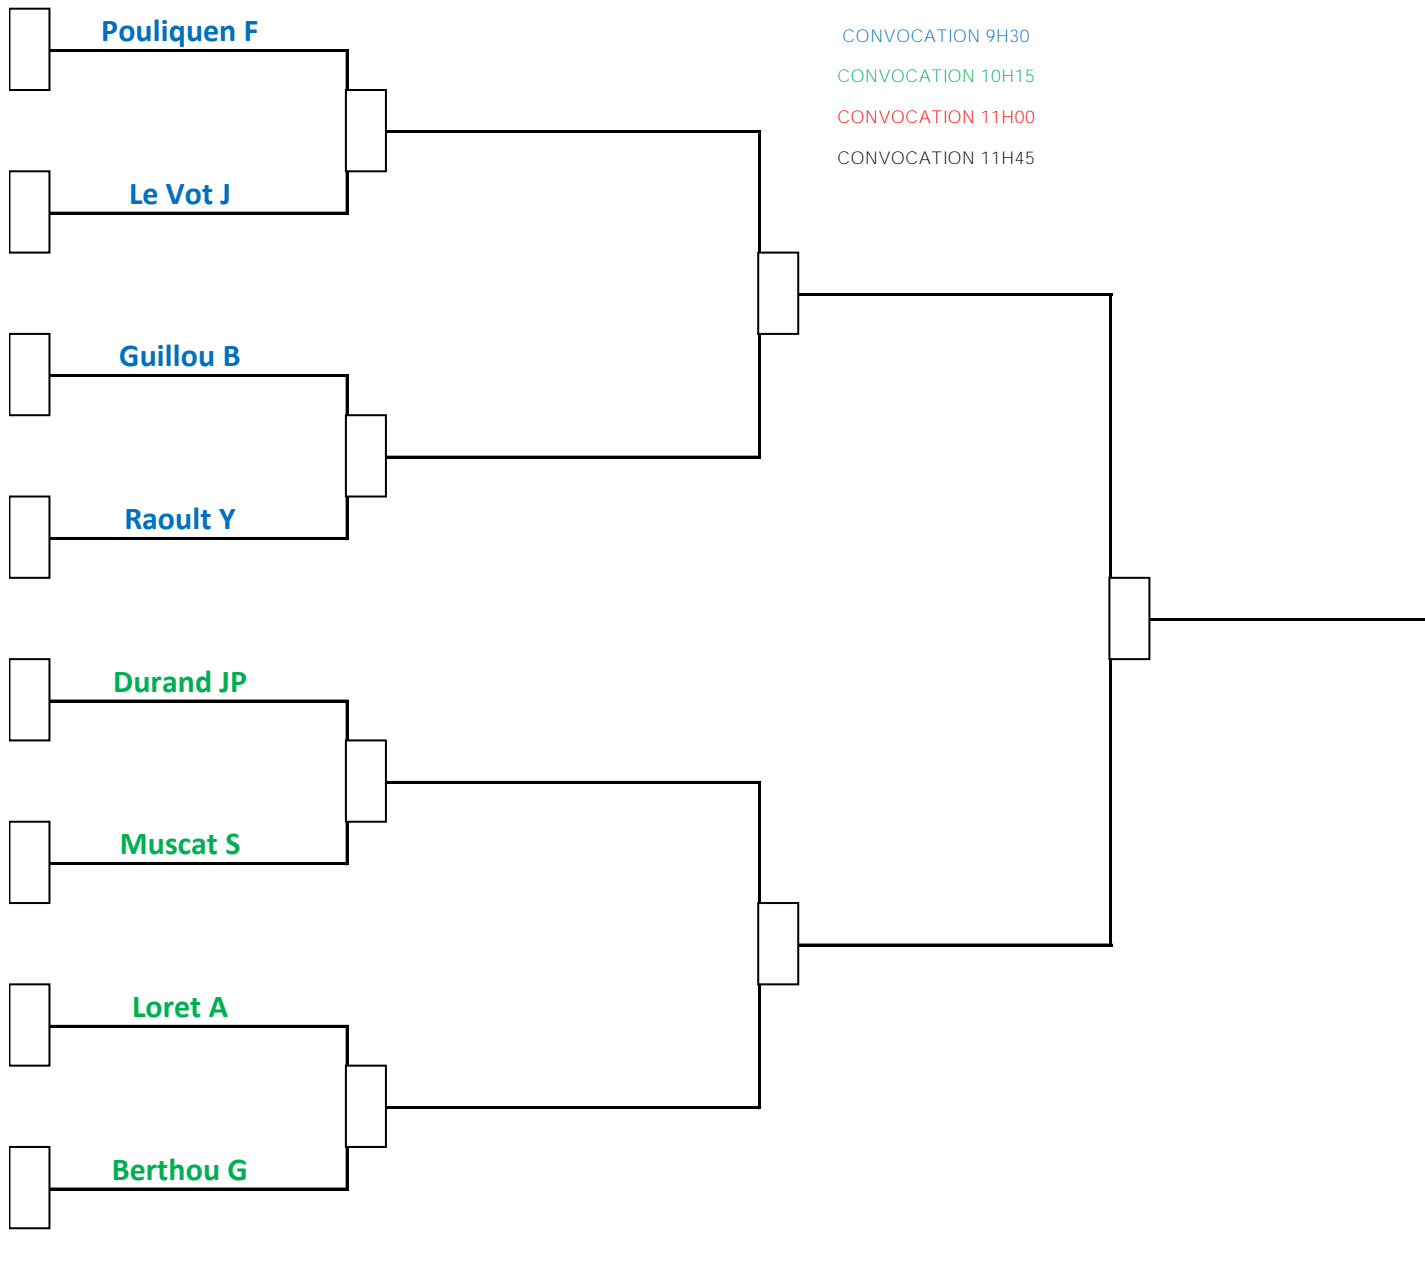 Pouliquen F
CONVOCATION 9H30
CONVOCATION 10H15
CONVOCATION 11H00
CONVOCATION 11H45
Le Vot J
Guillou B
Raoult Y
Durand JP
Muscat S
Loret A
Berthou G